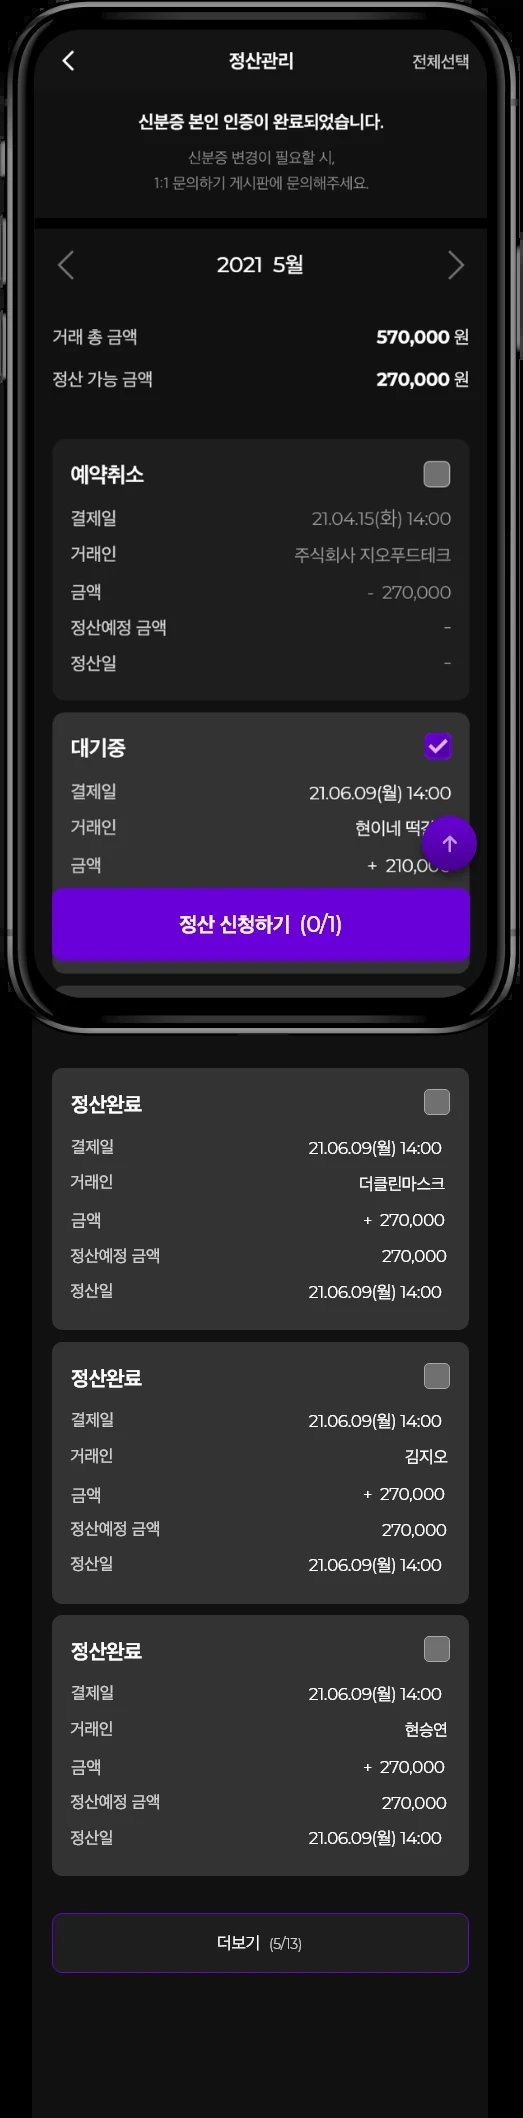 정산관리 전체선택
신분증 본인 인증이 완료되었습니다.
신분증 변경이 필요할 시,
1:1 문의하기 게시판에 문의해주세요.
2021 5월
거래 총 금액 570,000 원
정산 가능 금액 270,000 원
예약취소
결제일 21.04.15(화) 14:00
거래인 주식회사 지오푸드테크
금액 - 270,000
정산예정 금액 -
정산일 -
대기중
결제일 21.06.09(월) 14:00
거래인 현이네
금액 + 210,000
정산 신청하기 (0/1)
정산완료
결제일 21.06.09(월) 14:00
거래인 더클린마스크
금액 + 270,000
정산예정 금액 270,000
정산일 21.06.09(월) 14:00
정산완료
결제일 21.06.09(월) 14:00
거래인 김지오
금액 + 270,000
정산예정 금액 270,000
정산일 21.06.09(월) 14:00
정산완료
결제일 21.06.09(월) 14:00
거래인 현승연
금액 + 270,000
정산예정 금액 270,000
정산일 21.06.09(월) 14:00
더보기 (5/13)